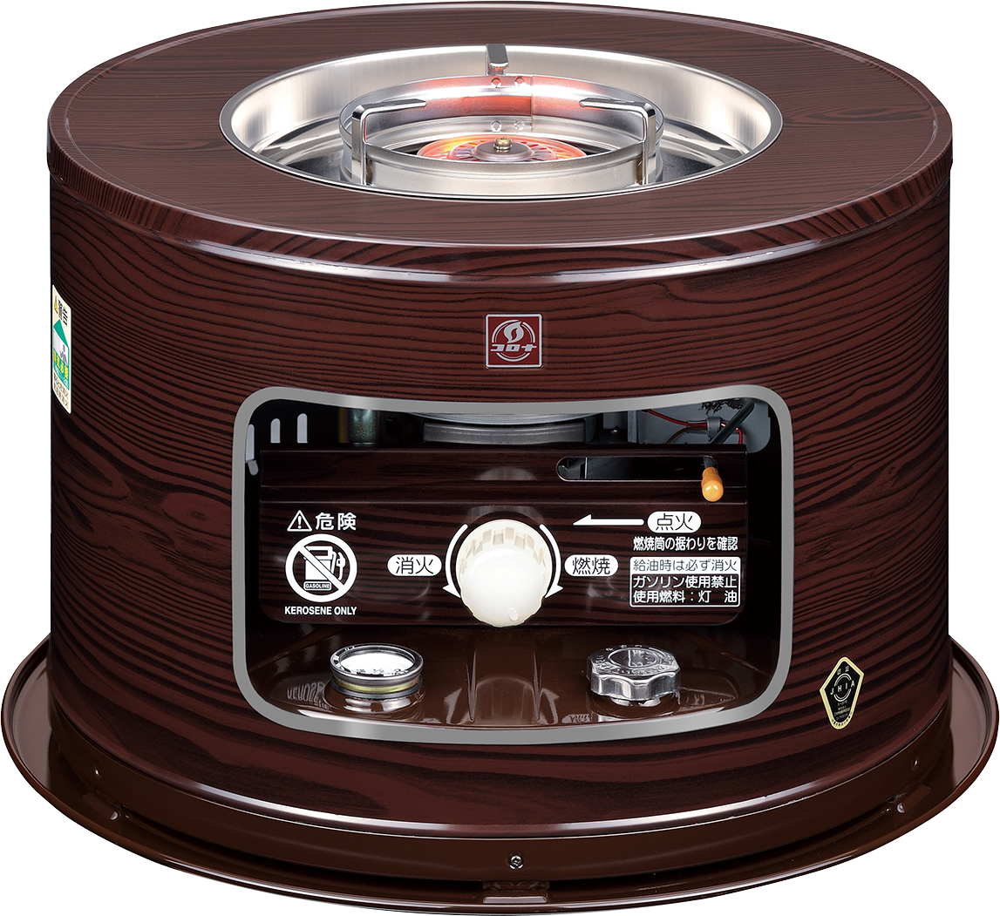 警告
コロナ
危険
GASOLINE
KEROSENE ONLY
消火
燃焼
点火
燃焼筒の据わりを確認
給油時は必ず消火
ガソリン使用禁止
使用燃料：灯　油
JHIA